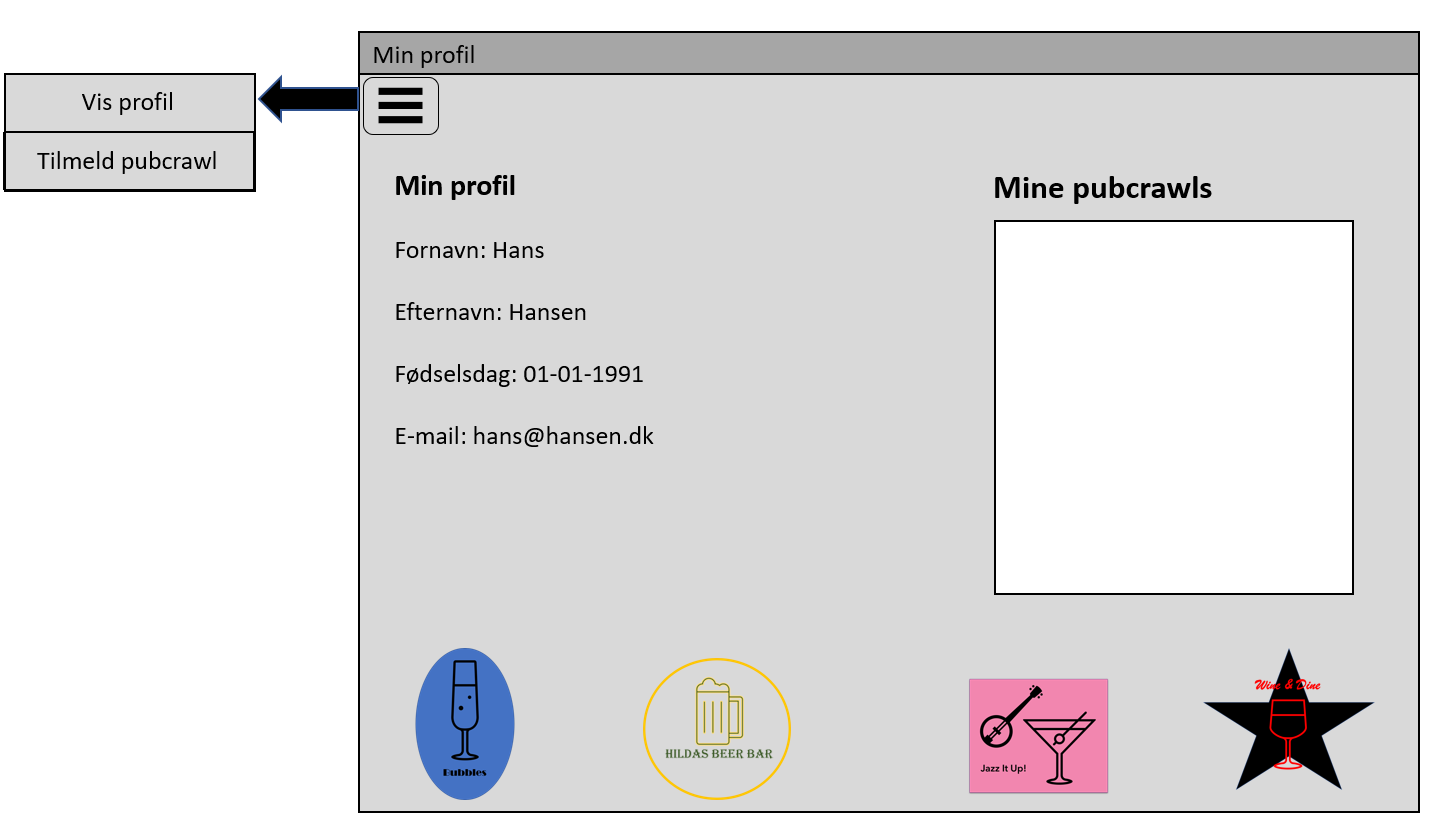 Min profil
Vis profil
Tilmeld pubcrawl
Min profil
Fornavn: Hans
Efternavn: Hansen
Fødselsdag: 01-01-1991
E-mail: hans@hansen.dk
Mine pubcrawls
Bubbles
HILDAS BEER BAR
Jazz It Up!
Wine & Dine